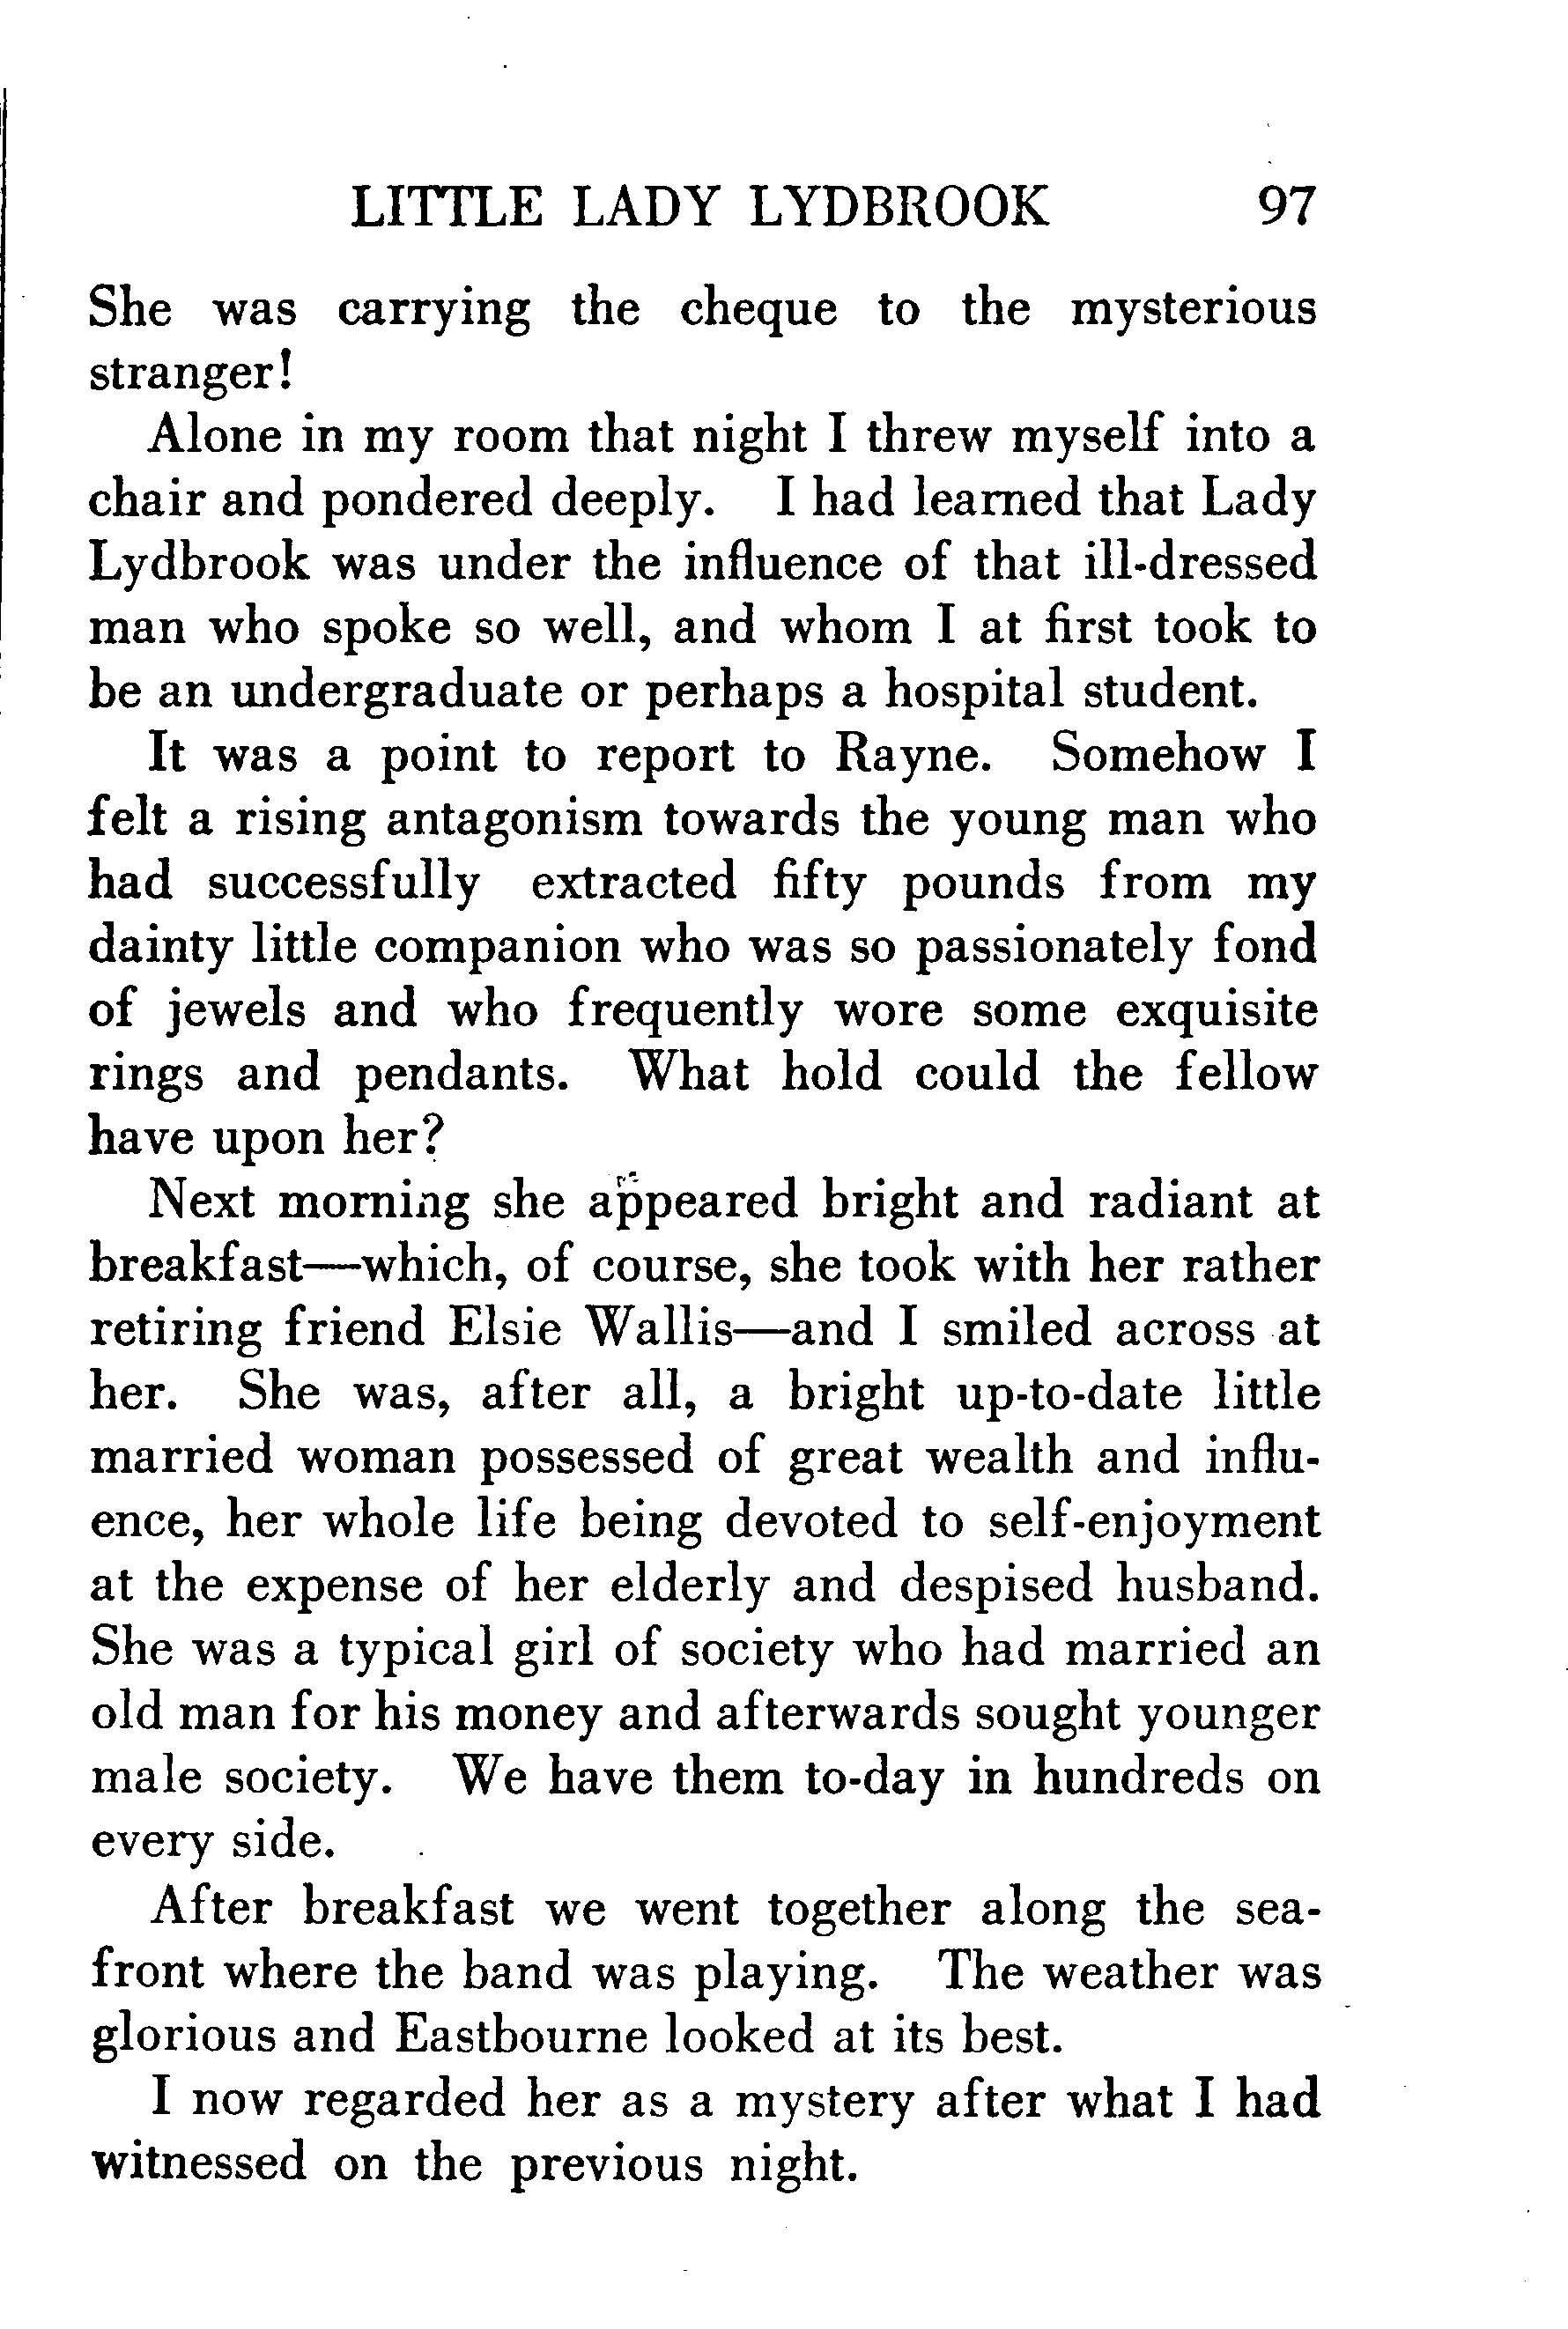 LITTLE LADY LYDBROOK 97
She was carrying the cheque to the mysterious
stranger!
Alone in my room that night I threw myself into a
chair and pondered deeply. I had learned that Lady
Lydbrook was under the influence of that ill-dressed
man who spoke so well, and whom I at first took to
be an undergraduate or perhaps a hospital student.
It was a point to report to Rayne. Somehow I
felt a rising antagonism towards the young man who
had successfully extracted fifty pounds from my
dainty little companion who was so passionately fond
of jewels and who frequently wore some exquisite
rings and pendants. What hold could the fellow
have upon her?
Next morning she appeared bright and radiant at
breakfast—which, of course, she took with her rather
retiring friend Elsie Wallis—and I smiled across at
her. She was, after all, a bright up-to-date little
married woman possessed of great wealth and influ-
ence, her whole life being devoted to self-enjoyment
at the expense of her elderly and despised husband.
She was a typical girl of society who had married an
old man for his money and afterwards sought younger
male society. We have them to-day in hundreds on
every side.
After breakfast we went together along the sea-
front where the band was playing. The weather was
glorious and Eastbourne looked at its best.
I now regarded her as a mystery after what I had
witnessed on the previous night.